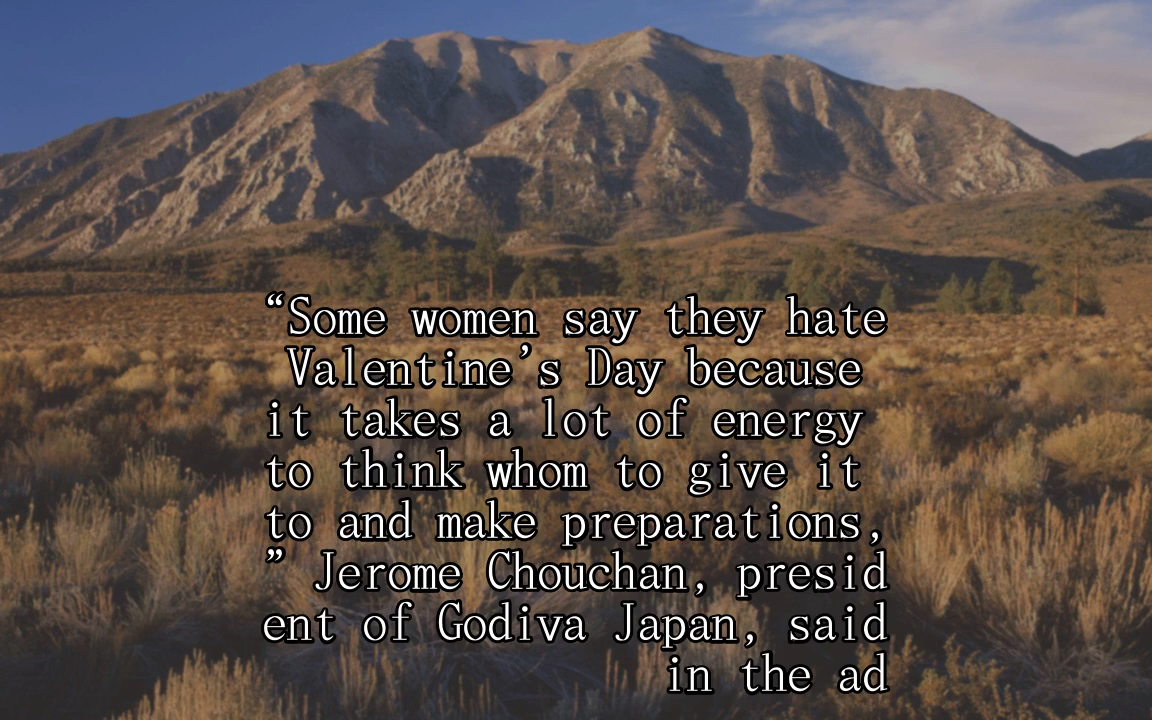 “Some women say they hate
Valentine’s Day because
it takes a lot of energy
to think whom to give it
to and make preparations,
” Jerome Chouchan, presid
ent of Godiva Japan, said
in the ad